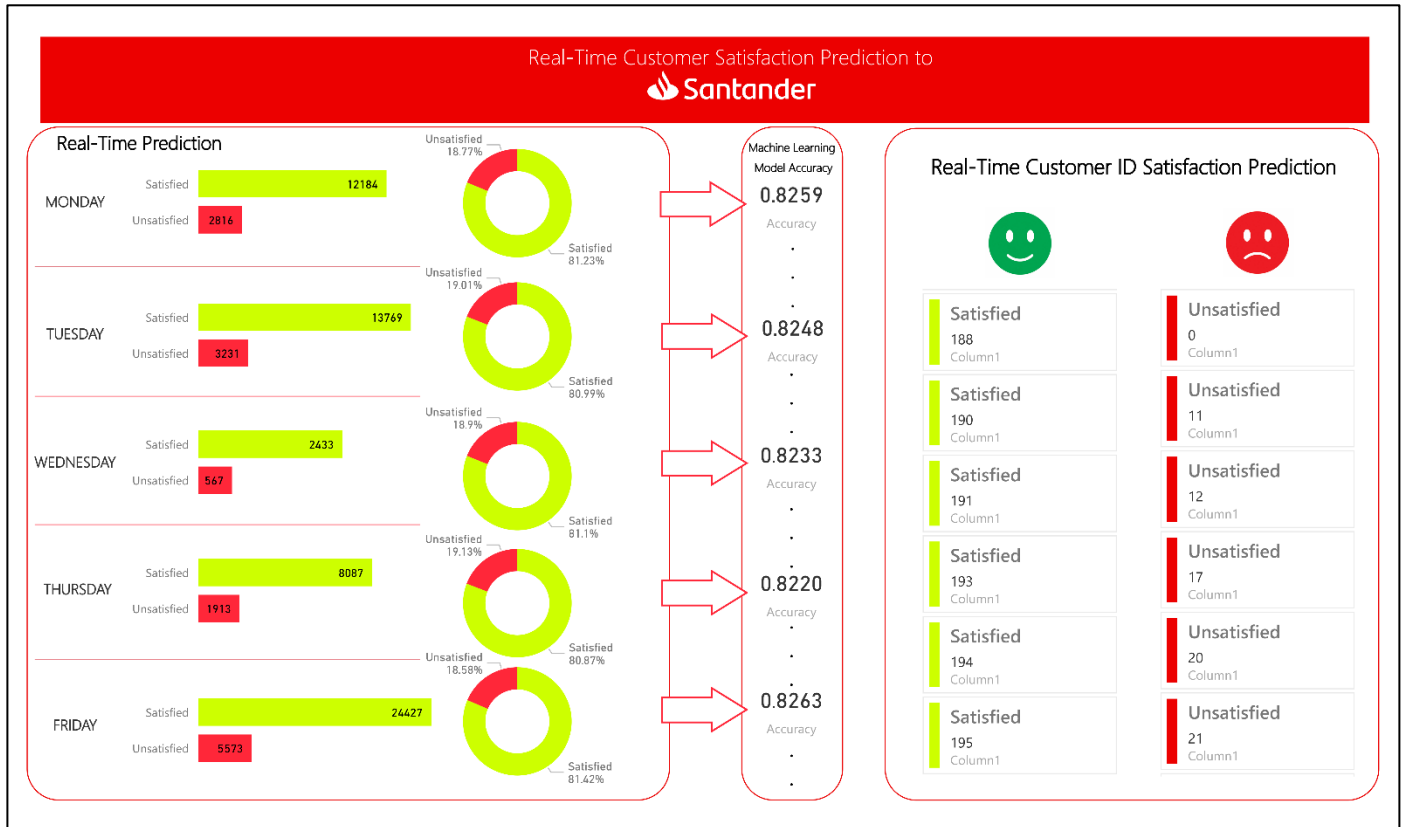 Real-Time Customer Satisfaction Prediction to
Santander
Real-Time Prediction
MONDAY
Satisfied
12184
Unsatisfied
2816
Unsatisfied
18.77%
Satisfied
81.23%
TUESDAY
Satisfied
13769
Unsatisfied
3231
Unsatisfied
19.01%
Satisfied
80.99%
WEDNESDAY
Satisfied
2433
Unsatisfied
567
Unsatisfied
18.9%
Satisfied
81.1%
THURSDAY
Satisfied
8087
Unsatisfied
1913
Unsatisfied
19.13%
Satisfied
80.87%
FRIDAY
Satisfied
24427
Unsatisfied
5573
Unsatisfied
18.58%
Satisfied
81.42%
Machine Learning
Model Accuracy
0.8259
Accuracy
.
.
.
0.8248
Accuracy
.
.
.
0.8233
Accuracy
.
.
.
0.8220
Accuracy
.
.
.
0.8263
Accuracy
.
.
Real-Time Customer ID Satisfaction Prediction
Satisfied
188
Column1
Satisfied
190
Column1
Satisfied
191
Column1
Satisfied
193
Column1
Satisfied
194
Column1
Satisfied
195
Column1
Unsatisfied
0
Column1
Unsatisfied
11
Column1
Unsatisfied
12
Column1
Unsatisfied
17
Column1
Unsatisfied
20
Column1
Unsatisfied
21
Column1